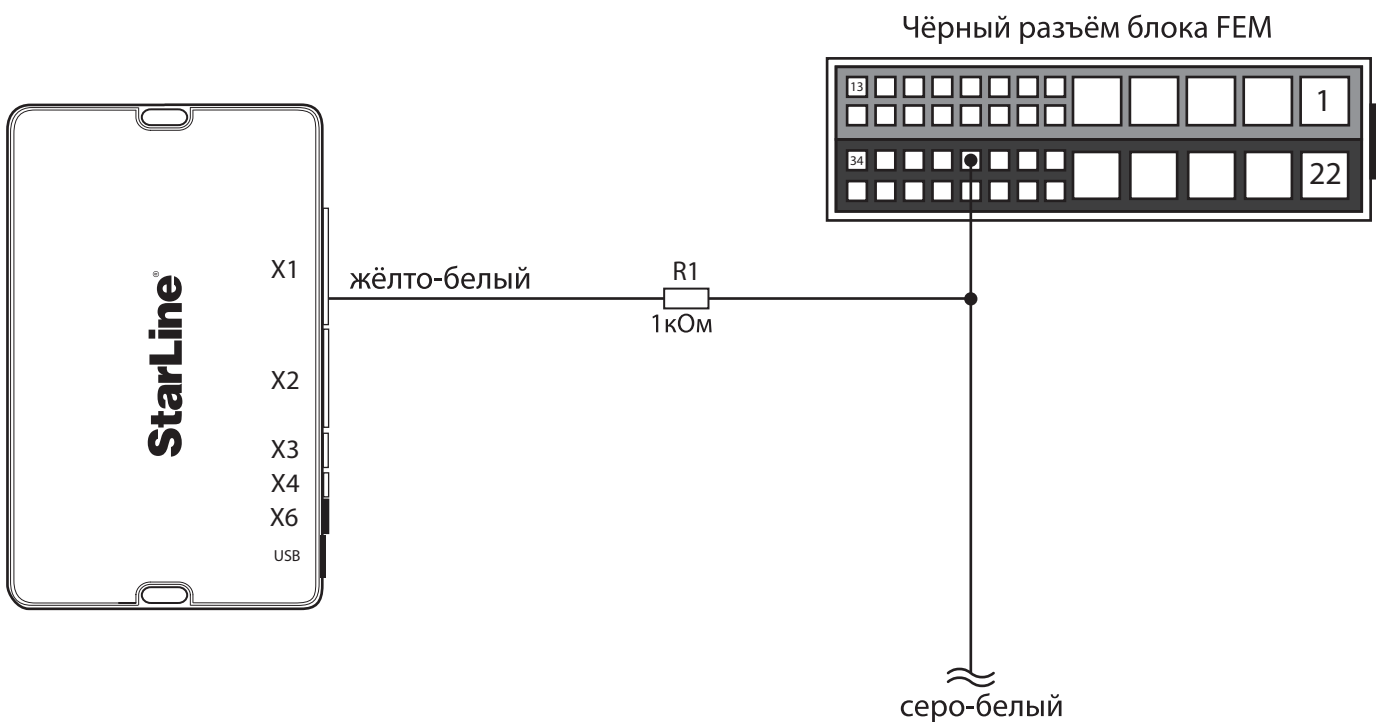 Чёрный разъём блока FEM
13
1
34
22
X1
жёлто-белый
R1
1кОм
StarLine®
X2
X3
X4
X6
USB
серо-белый